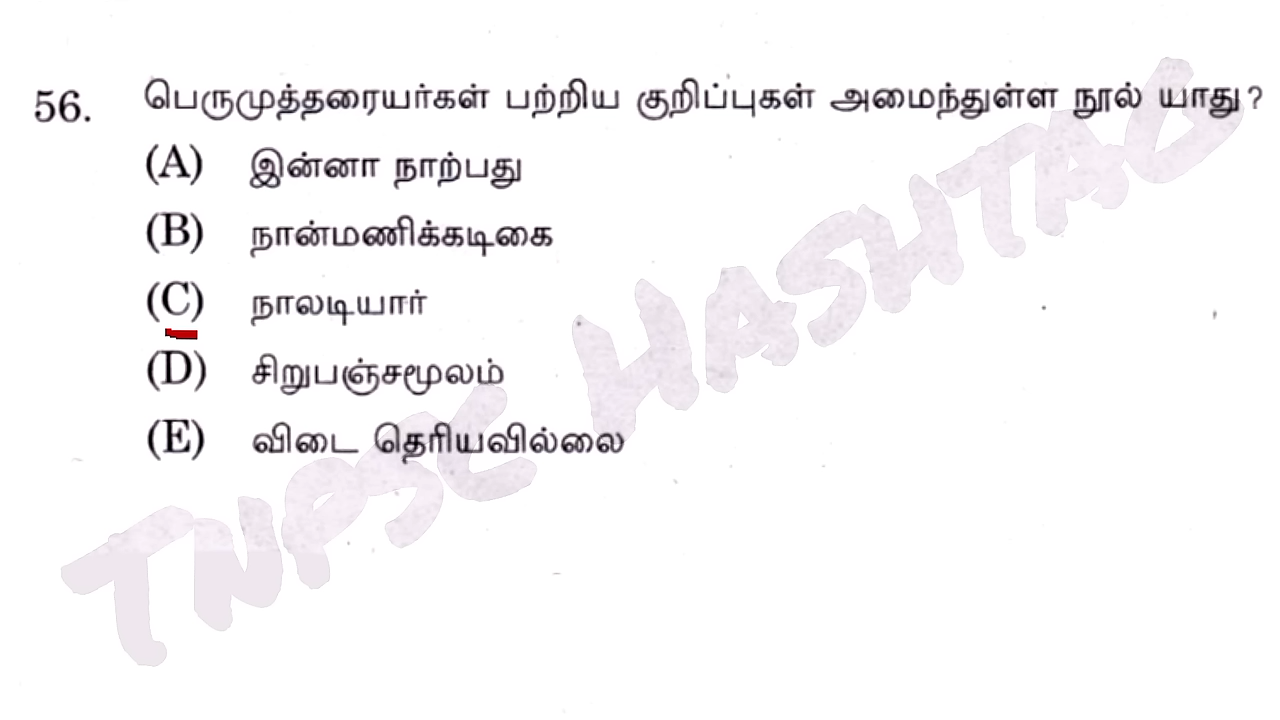 56. பெருமுத்தரையர்கள் பற்றிய குறிப்புகள் அமைந்துள்ள நூல் யாது?
(A) இன்னா நாற்பது
(B) நான்மணிக்கடிகை
(C) நாலடியார்
(D) சிறுபஞ்சமூலம்
(E) விடை தெரியவில்லை
TNPSC HASHTAG